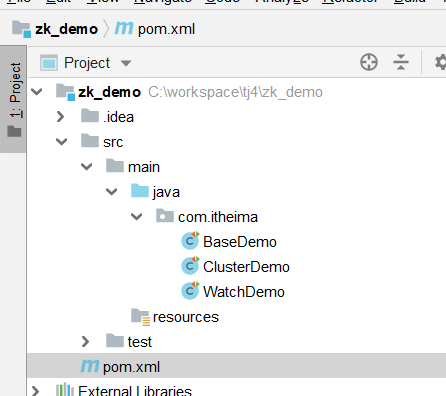 zk_demo pom.xml
1: Project
Project
zk_demo C:\workspace\tj4\zk_demo
.idea
src
main
java
com.itheima
BaseDemo
ClusterDemo
WatchDemo
resources
test
pom.xml
External Libraries